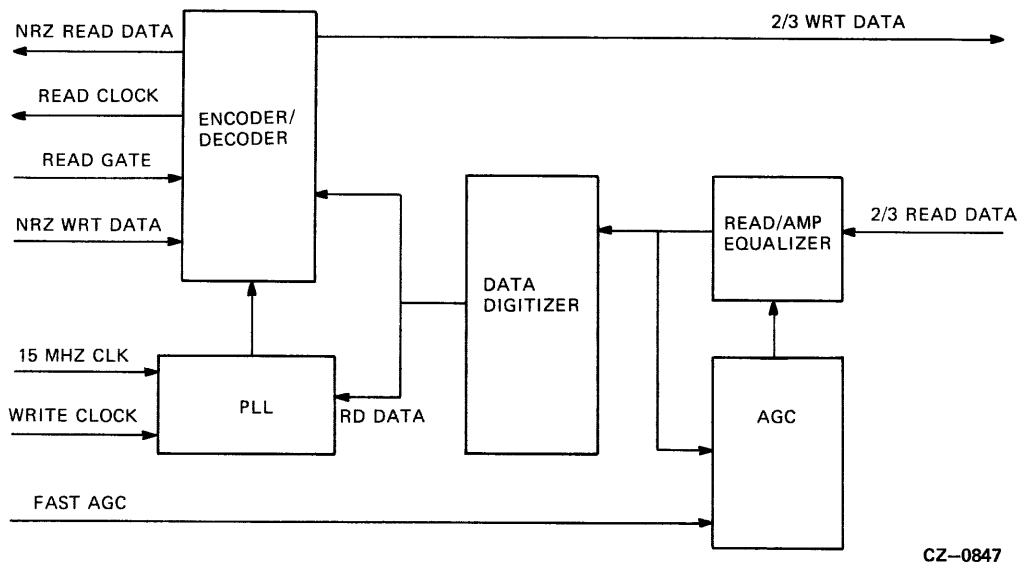 NRZ READ DATA
2/3 WRT DATA
READ CLOCK
ENCODER/
DECODER
READ GATE
NRZ WRT DATA
READ/AMP
EQUALIZER
2/3 READ DATA
DATA
DIGITIZER
15 MHZ CLK
WRITE CLOCK
PLL
RD DATA
AGC
FAST AGC
CZ–0847